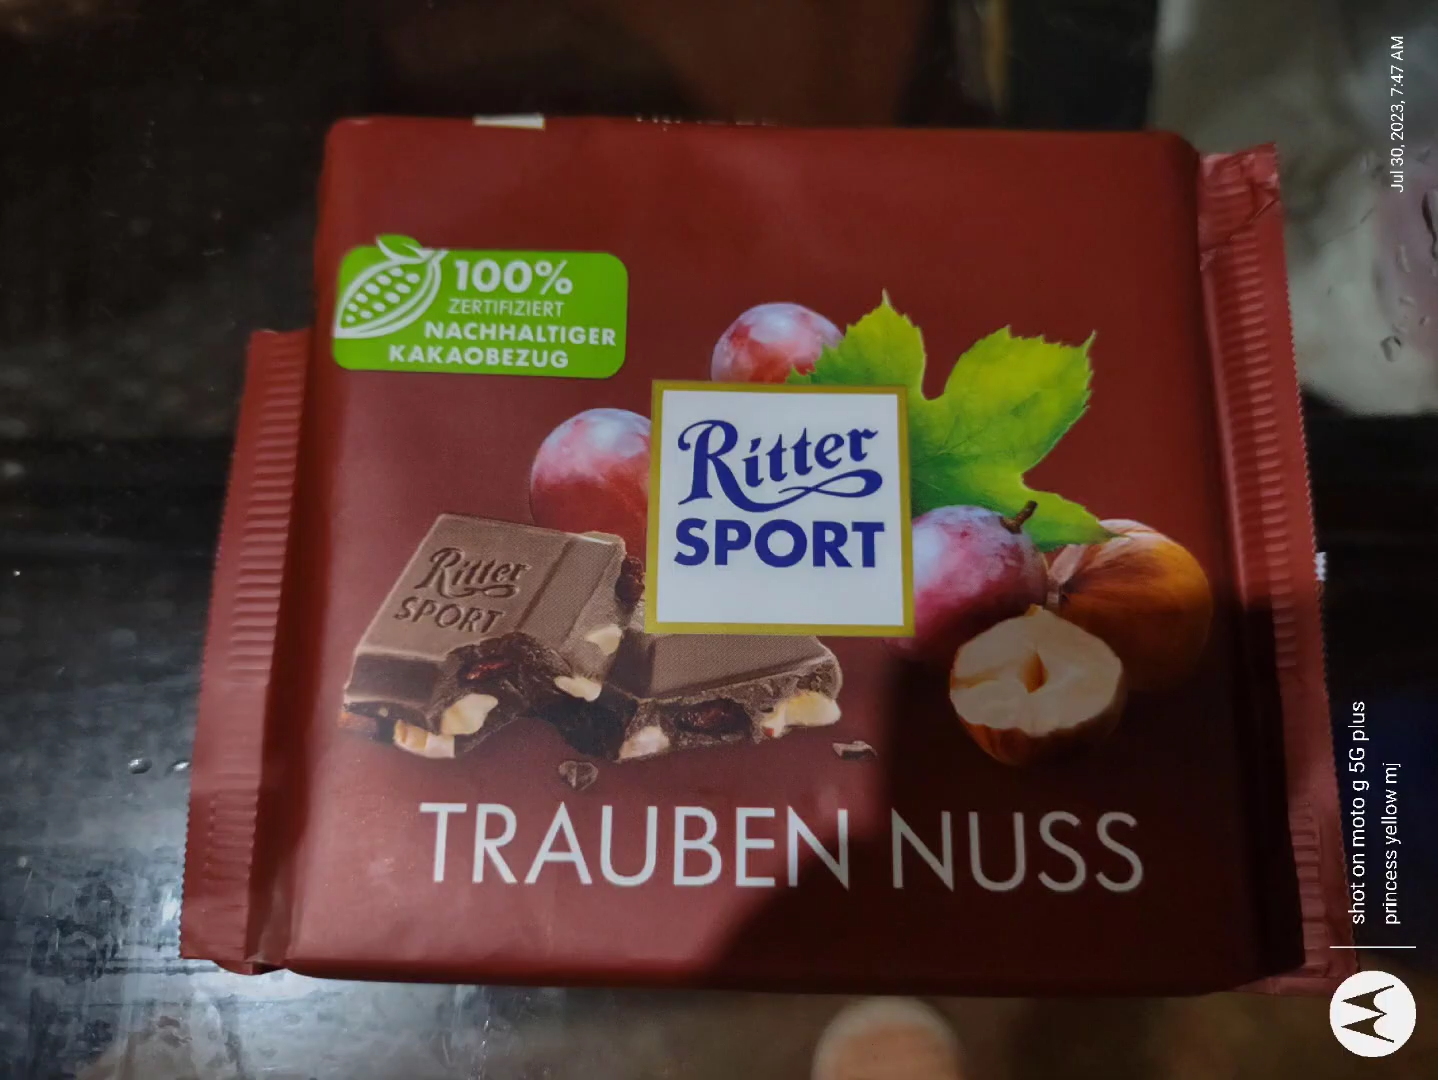 100%
ZERTIFIZIERT
NACHHALTIGER
KAKAOBEZUG
Ritter
SPORT
Ritter
SPORT
TRAUBEN NUSS
Jul 30, 2023, 7:47 AM
shot on moto g 5G plus
princess yellow mj